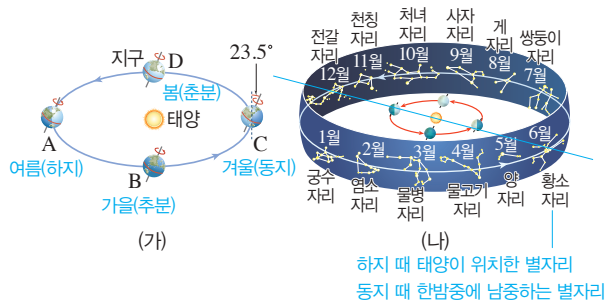 지구
D
23.5°
봄(춘분)
태양
A
C
여름(하지)
B
겨울(동지)
가을(추분)
(가)
전갈
자리
천칭
자리
처녀
자리
사자
자리
게
자리
쌍둥이
자리
12월
11월
10월
9월
8월
7월
1월
2월
3월
4월
5월
6월
궁수
자리
염소
자리
물병
자리
물고기
자리
양
자리
황소
자리
(나)
하지 때 태양이 위치한 별자리
동지 때 한밤중에 남중하는 별자리